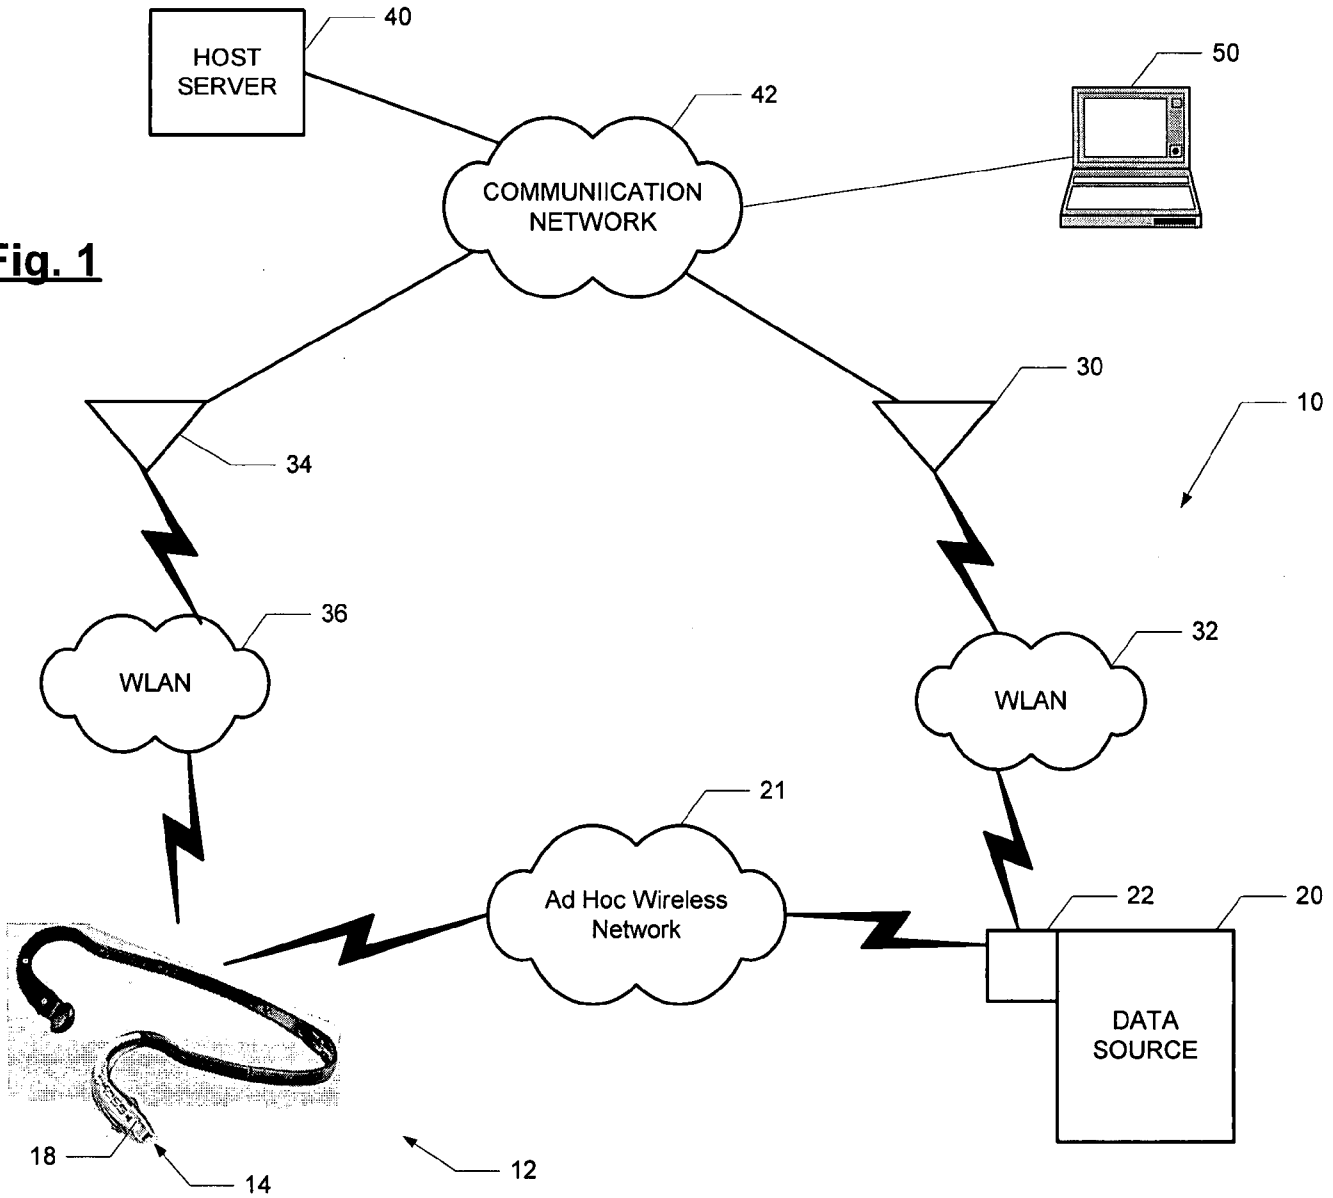 40
HOST
SERVER
50
42
COMMUNIICATION
NETWORK
Fig. 1
30
10
34
36
32
WLAN
WLAN
21
Ad Hoc Wireless
Network
22
20
DATA
SOURCE
18
14
12